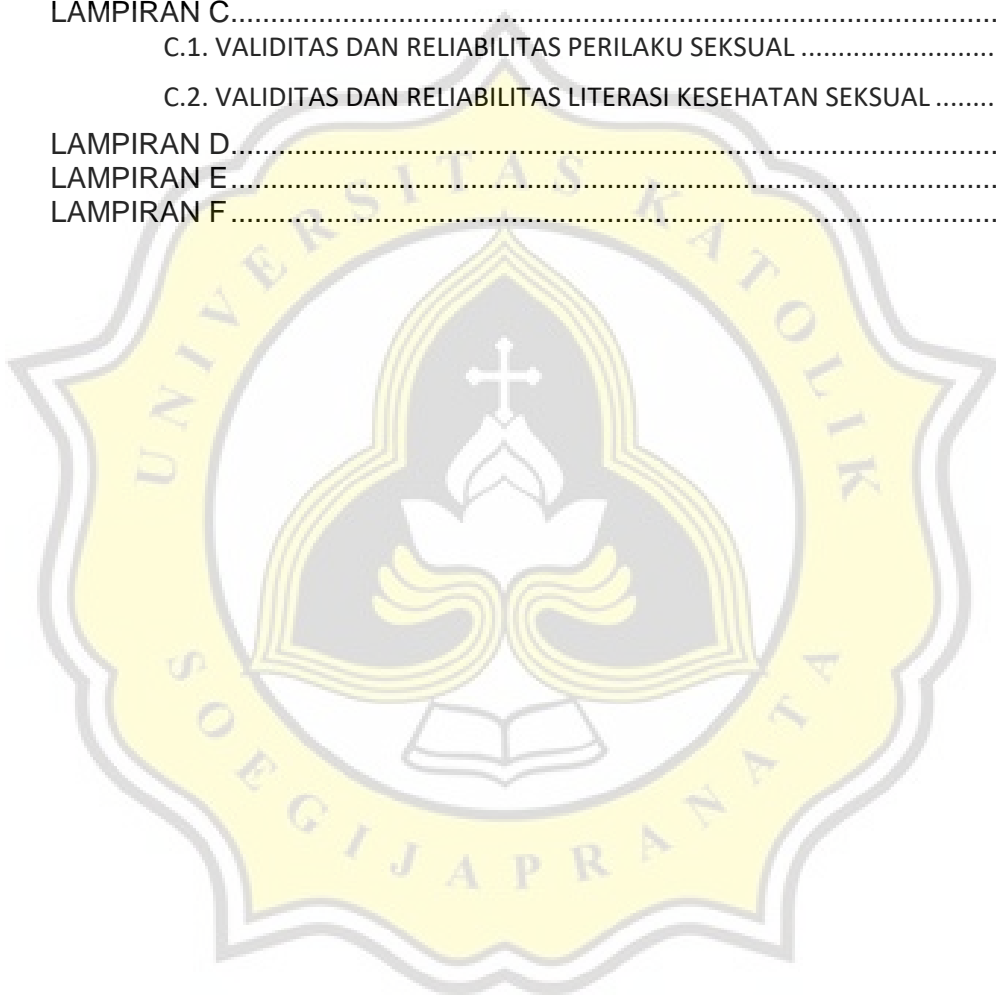 LAMPIRAN C..........................................................................................
C.1. VALIDITAS DAN RELIABILITAS PERILAKU SEKSUAL ............................
C.2. VALIDITAS DAN RELIABILITAS LITERASI KESEHATAN SEKSUAL ........
LAMPIRAN D..........................................................................................
LAMPIRAN E..........................................................................................
LAMPIRAN F..........................................................................................
UNIVERSITAS KATOLIK
SOEGIJAPRANATA